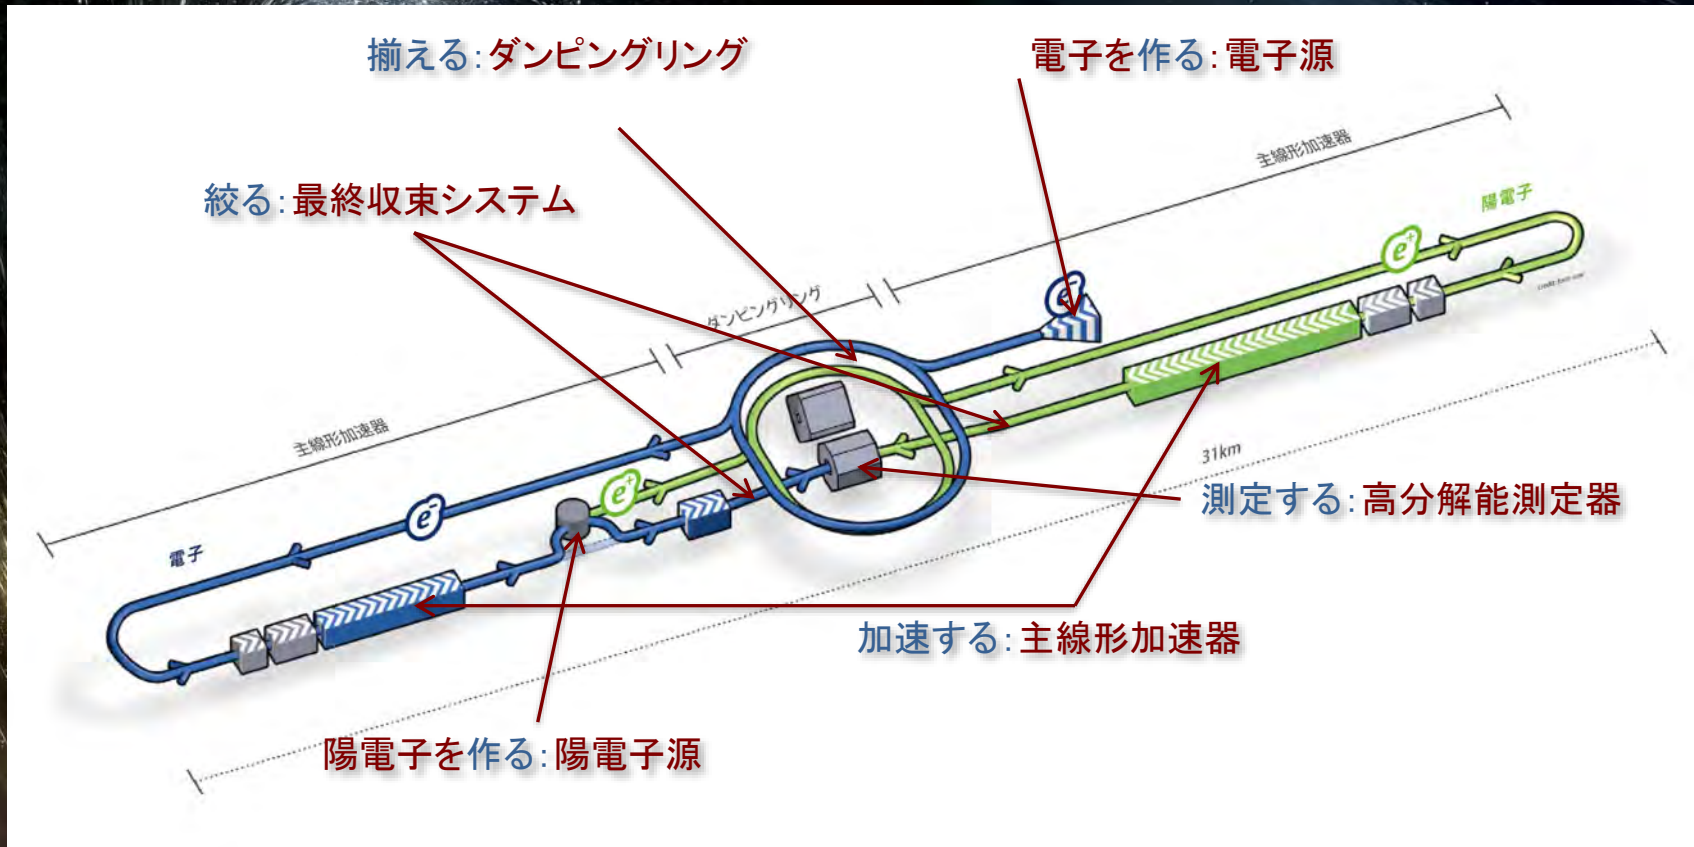 揃える:ダンピングリング
電子を作る:電子源
主線形加速器
絞る:最終収束システム
陽電子
e+
e-
ダンピングリング
主線形加速器
31km
e+
測定する:高分解能測定器
e-
電子
加速する:主線形加速器
陽電子を作る:陽電子源